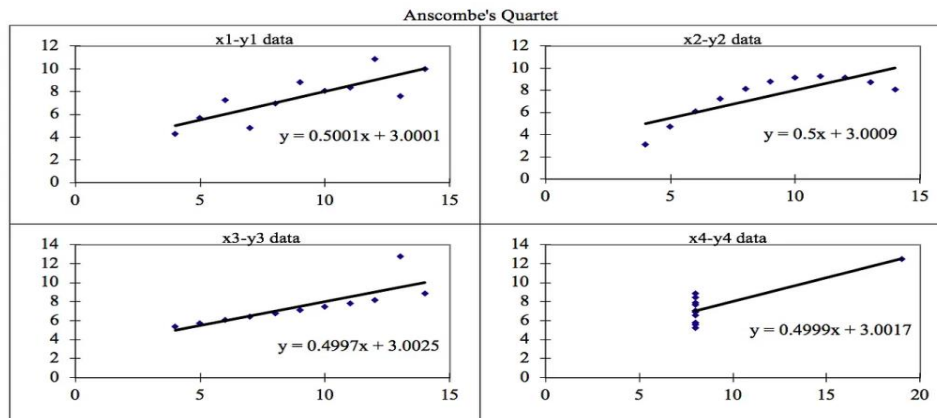 Anscombe's Quartet
x1-y1 data
12
10
8
6
4
2
0
y = 0.5001x + 3.0001
0 5 10 15
x2-y2 data
12
10
8
6
4
2
0
y = 0.5x + 3.0009
0 5 10 15
x3-y3 data
14
12
10
8
6
4
2
0
y = 0.4997x + 3.0025
0 5 10 15
x4-y4 data
14
12
10
8
6
4
2
0
y = 0.4999x + 3.0017
0 5 10 15 20